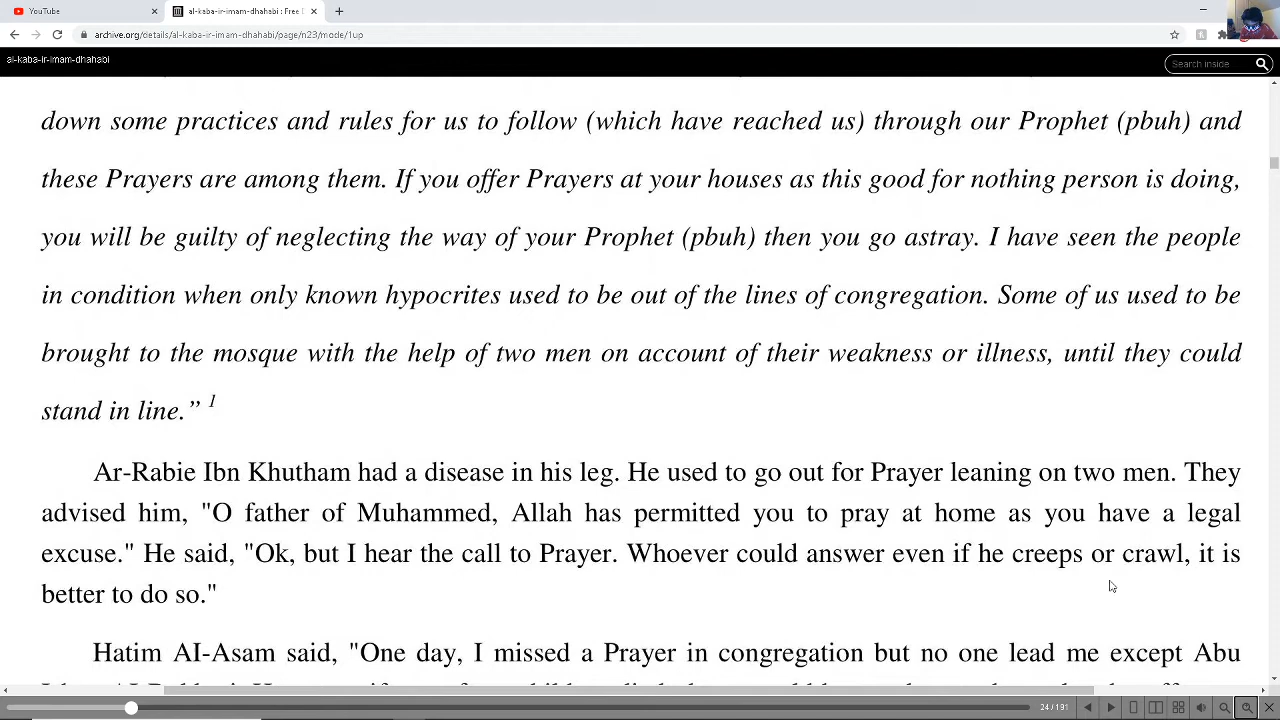 YouTube
al-kaba-ir-imam-dhahabi : Free
archive.org/details/al-kaba-ir-imam-dhahabi/page/n23/mode/1up
al-kaba-ir-imam-dhahabi
Search inside
down some practices and rules for us to follow (which have reached us) through our Prophet (pbuh) and
these Prayers are among them. If you offer Prayers at your houses as this good for nothing person is doing,
you will be guilty of neglecting the way of your Prophet (pbuh) then you go astray. I have seen the people
in condition when only known hypocrites used to be out of the lines of congregation. Some of us used to be
brought to the mosque with the help of two men on account of their weakness or illness, until they could
stand in line.” 1
Ar-Rabie Ibn Khutham had a disease in his leg. He used to go out for Prayer leaning on two men. They
advised him, "O father of Muhammed, Allah has permitted you to pray at home as you have a legal
excuse." He said, "Ok, but I hear the call to Prayer. Whoever could answer even if he creeps or crawl, it is
better to do so."
Hatim AI-Asam said, "One day, I missed a Prayer in congregation but no one lead me except Abu
24 / 191